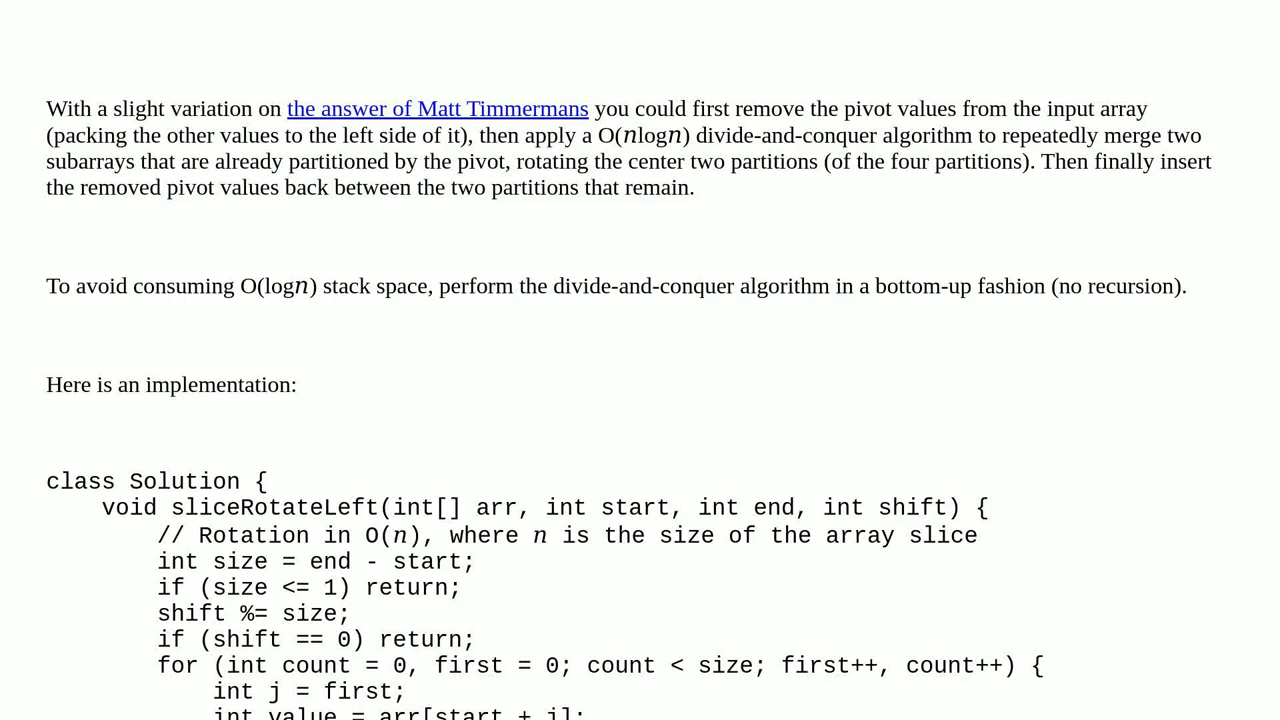 With a slight variation on the answer of Matt Timmermans you could first remove the pivot values from the input array
(packing the other values to the left side of it), then apply a O(𝑛log𝑛) divide-and-conquer algorithm to repeatedly merge two
subarrays that are already partitioned by the pivot, rotating the center two partitions (of the four partitions). Then finally insert
the removed pivot values back between the two partitions that remain.
To avoid consuming O(log𝑛) stack space, perform the divide-and-conquer algorithm in a bottom-up fashion (no recursion).
Here is an implementation:
class Solution {
    void sliceRotateLeft(int[] arr, int start, int end, int shift) {
        // Rotation in O(𝑛), where 𝑛 is the size of the array slice
        int size = end - start;
        if (size <= 1) return;
        shift %= size;
        if (shift == 0) return;
        for (int count = 0, first = 0; count < size; first++, count++) {
            int j = first;
            int value = arr[start + j];